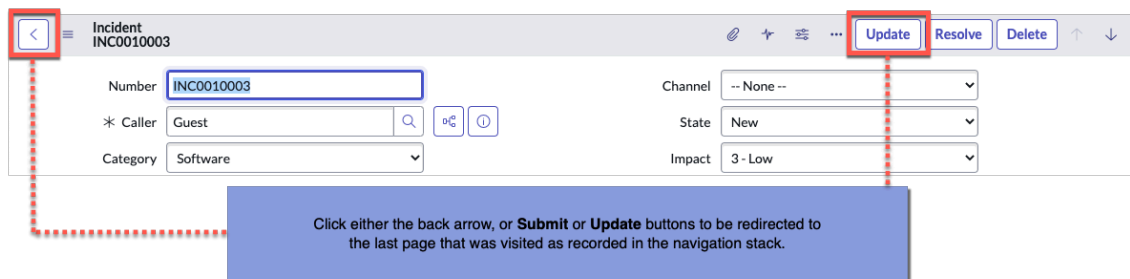 Incident
INC0010003
Update Resolve Delete
Number INC0010003 Channel -- None --
Caller Guest State New
Category Software Impact 3 - Low
Click either the back arrow, or Submit or Update buttons to be redirected to
the last page that was visited as recorded in the navigation stack.